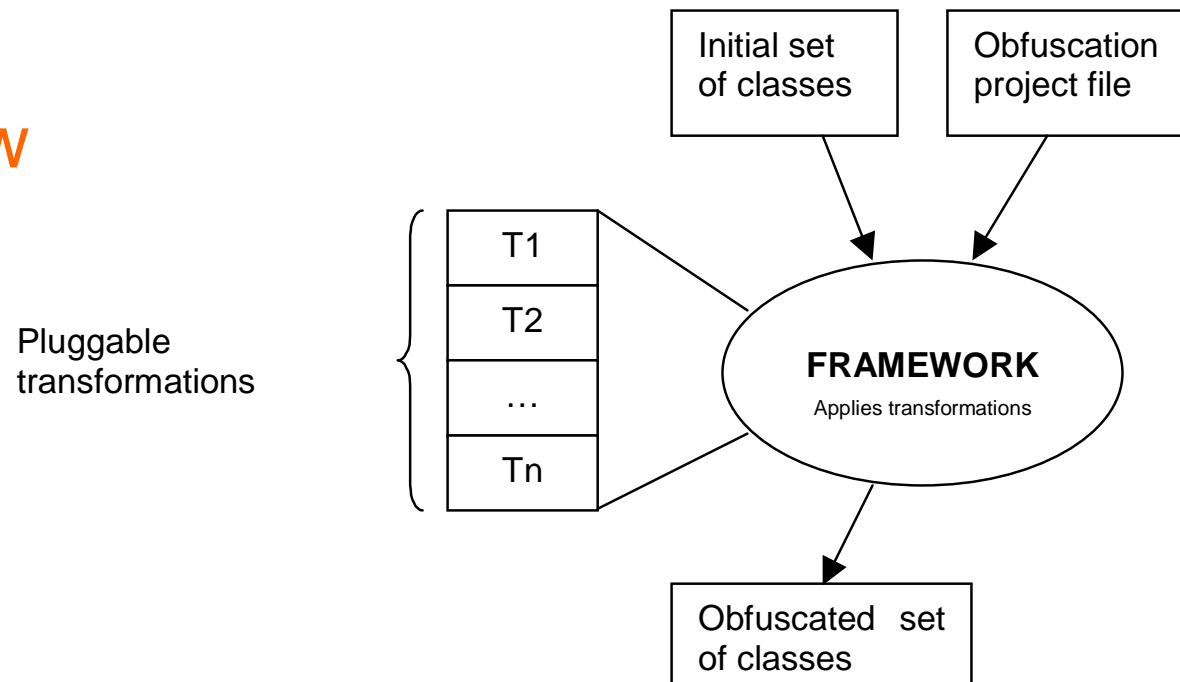 Initial set
of classes
Obfuscation
project file
w
T1
T2
…
Tn
Pluggable
transformations
FRAMEWORK
Applies transformations
Obfuscated set
of classes